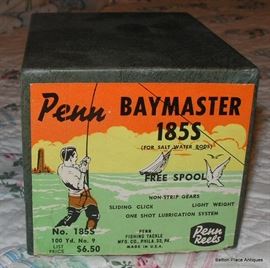 Penn BAYMASTER
185S
(FOR SALT WATER RODS)
FREE SPOOL
NON-STRIP GEARS
SLIDING CLICK LIGHT WEIGHT
ONE SHOT LUBRICATION SYSTEM
No. 185S
100 Yd. No. 9
LIST PRICE $6.50
PENN
FISHING TACKLE
MFG. CO., PHILA. 32, PA.
MADE IN U.S.A.
Penn
Reels
Belton Place Antiques